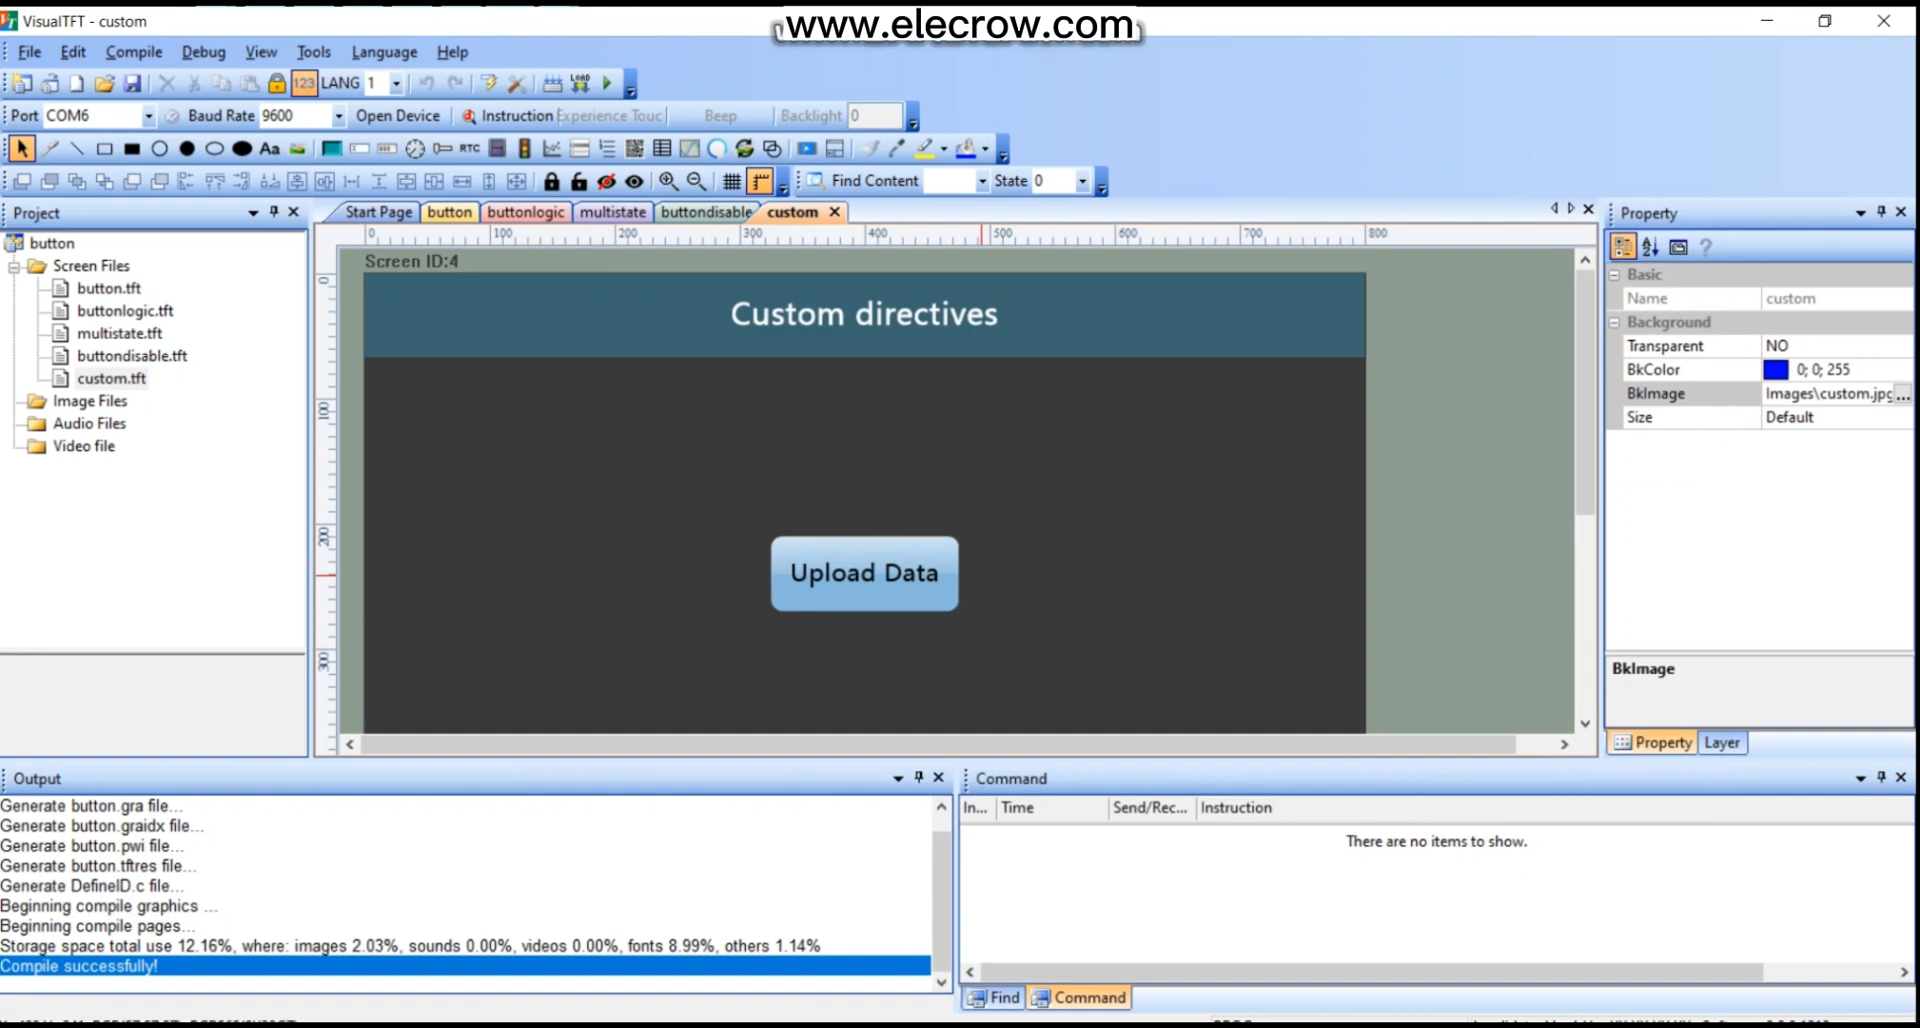 VisualTFT - custom
www.elecrow.com
File Edit Compile Debug View Tools Language Help
123 LANG 1 LOAD
Port COM6 Baud Rate 9600 Open Device Instruction Experience Touc Beep Backlight 0
Aa RTC
Find Content State 0
Project
Start Page button buttonlogic multistate buttondisable custom
Property
button
Screen Files
button.tft
buttonlogic.tft
multistate.tft
buttondisable.tft
custom.tft
Image Files
Audio Files
Video file
0 100 200 300 400 500 600 700 800
0
100
200
300
Screen ID:4
Custom directives
Upload Data
Basic
Name custom
Background
Transparent NO
BkColor 0; 0; 255
BkImage Images\custom.jpg ...
Size Default
BkImage
Property Layer
Output
Generate button.gra file...
Generate button.graidx file...
Generate button.pwi file...
Generate button.tftres file...
Generate DefineID.c file...
Beginning compile graphics ...
Beginning compile pages...
Storage space total use 12.16%, where: images 2.03%, sounds 0.00%, videos 0.00%, fonts 8.99%, others 1.14%
Compile successfully!
Command
In... Time Send/Rec... Instruction
There are no items to show.
Find Command